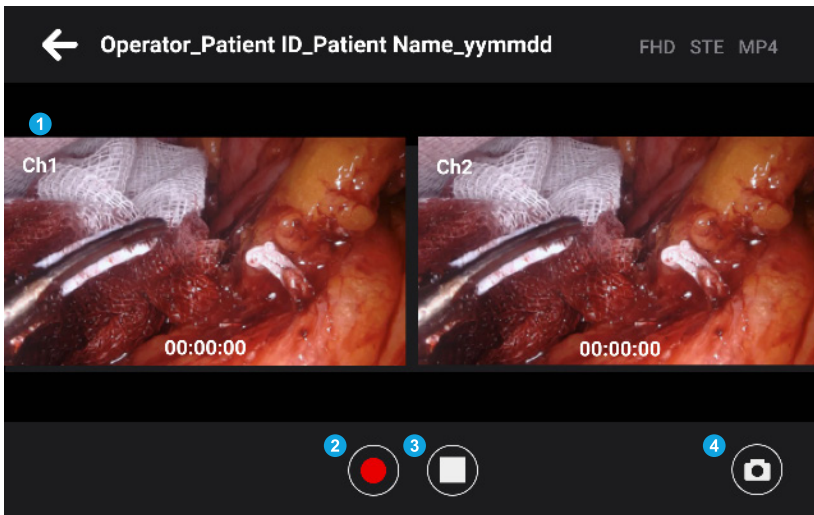 Operator_Patient ID_Patient Name_yymmdd
FHD STE MP4
1
Ch1
Ch2
00:00:00
00:00:00
2
3
4